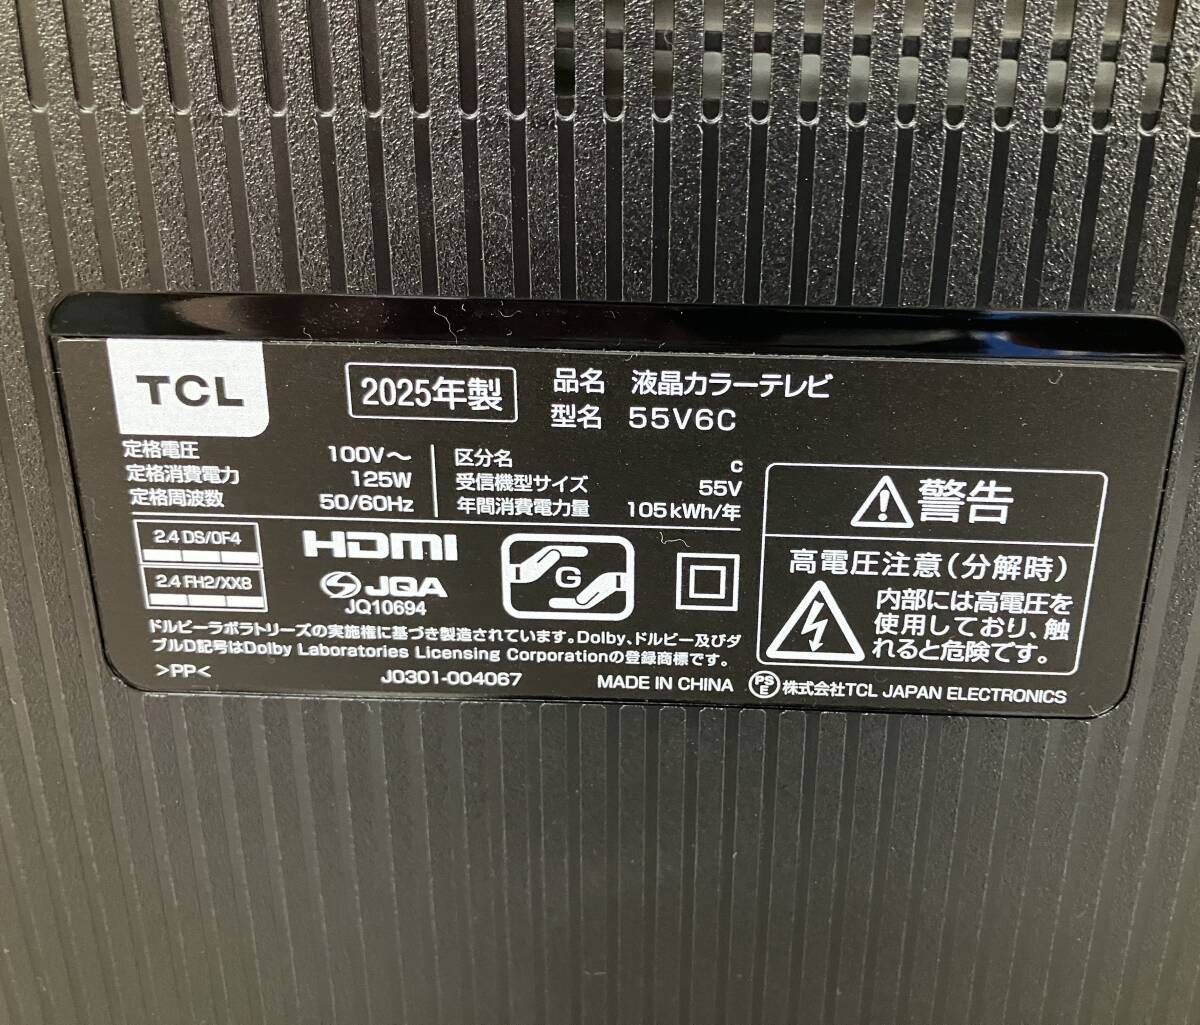 TCL
2025年製
品名 液晶カラーテレビ
型名 55V6C
定格電圧 100V～
定格消費電力 125W
定格周波数 50/60Hz
区分名 C
受信機型サイズ 55V
年間消費電力量 105kWh/年
2.4 DS/OF4
2.4 FH2/XX8
HDMI
JQA
JQ10694
G
警告
高電圧注意(分解時)
内部には高電圧を
使用しており、触
れると危険です。
ドルビーラボラトリーズの実施権に基づき製造されています。Dolby、ドルビー及びダ
ブルD記号はDolby Laboratories Licensing Corporationの登録商標です。
>PP<
J0301-004067
MADE IN CHINA
PSE 株式会社TCL JAPAN ELECTRONICS